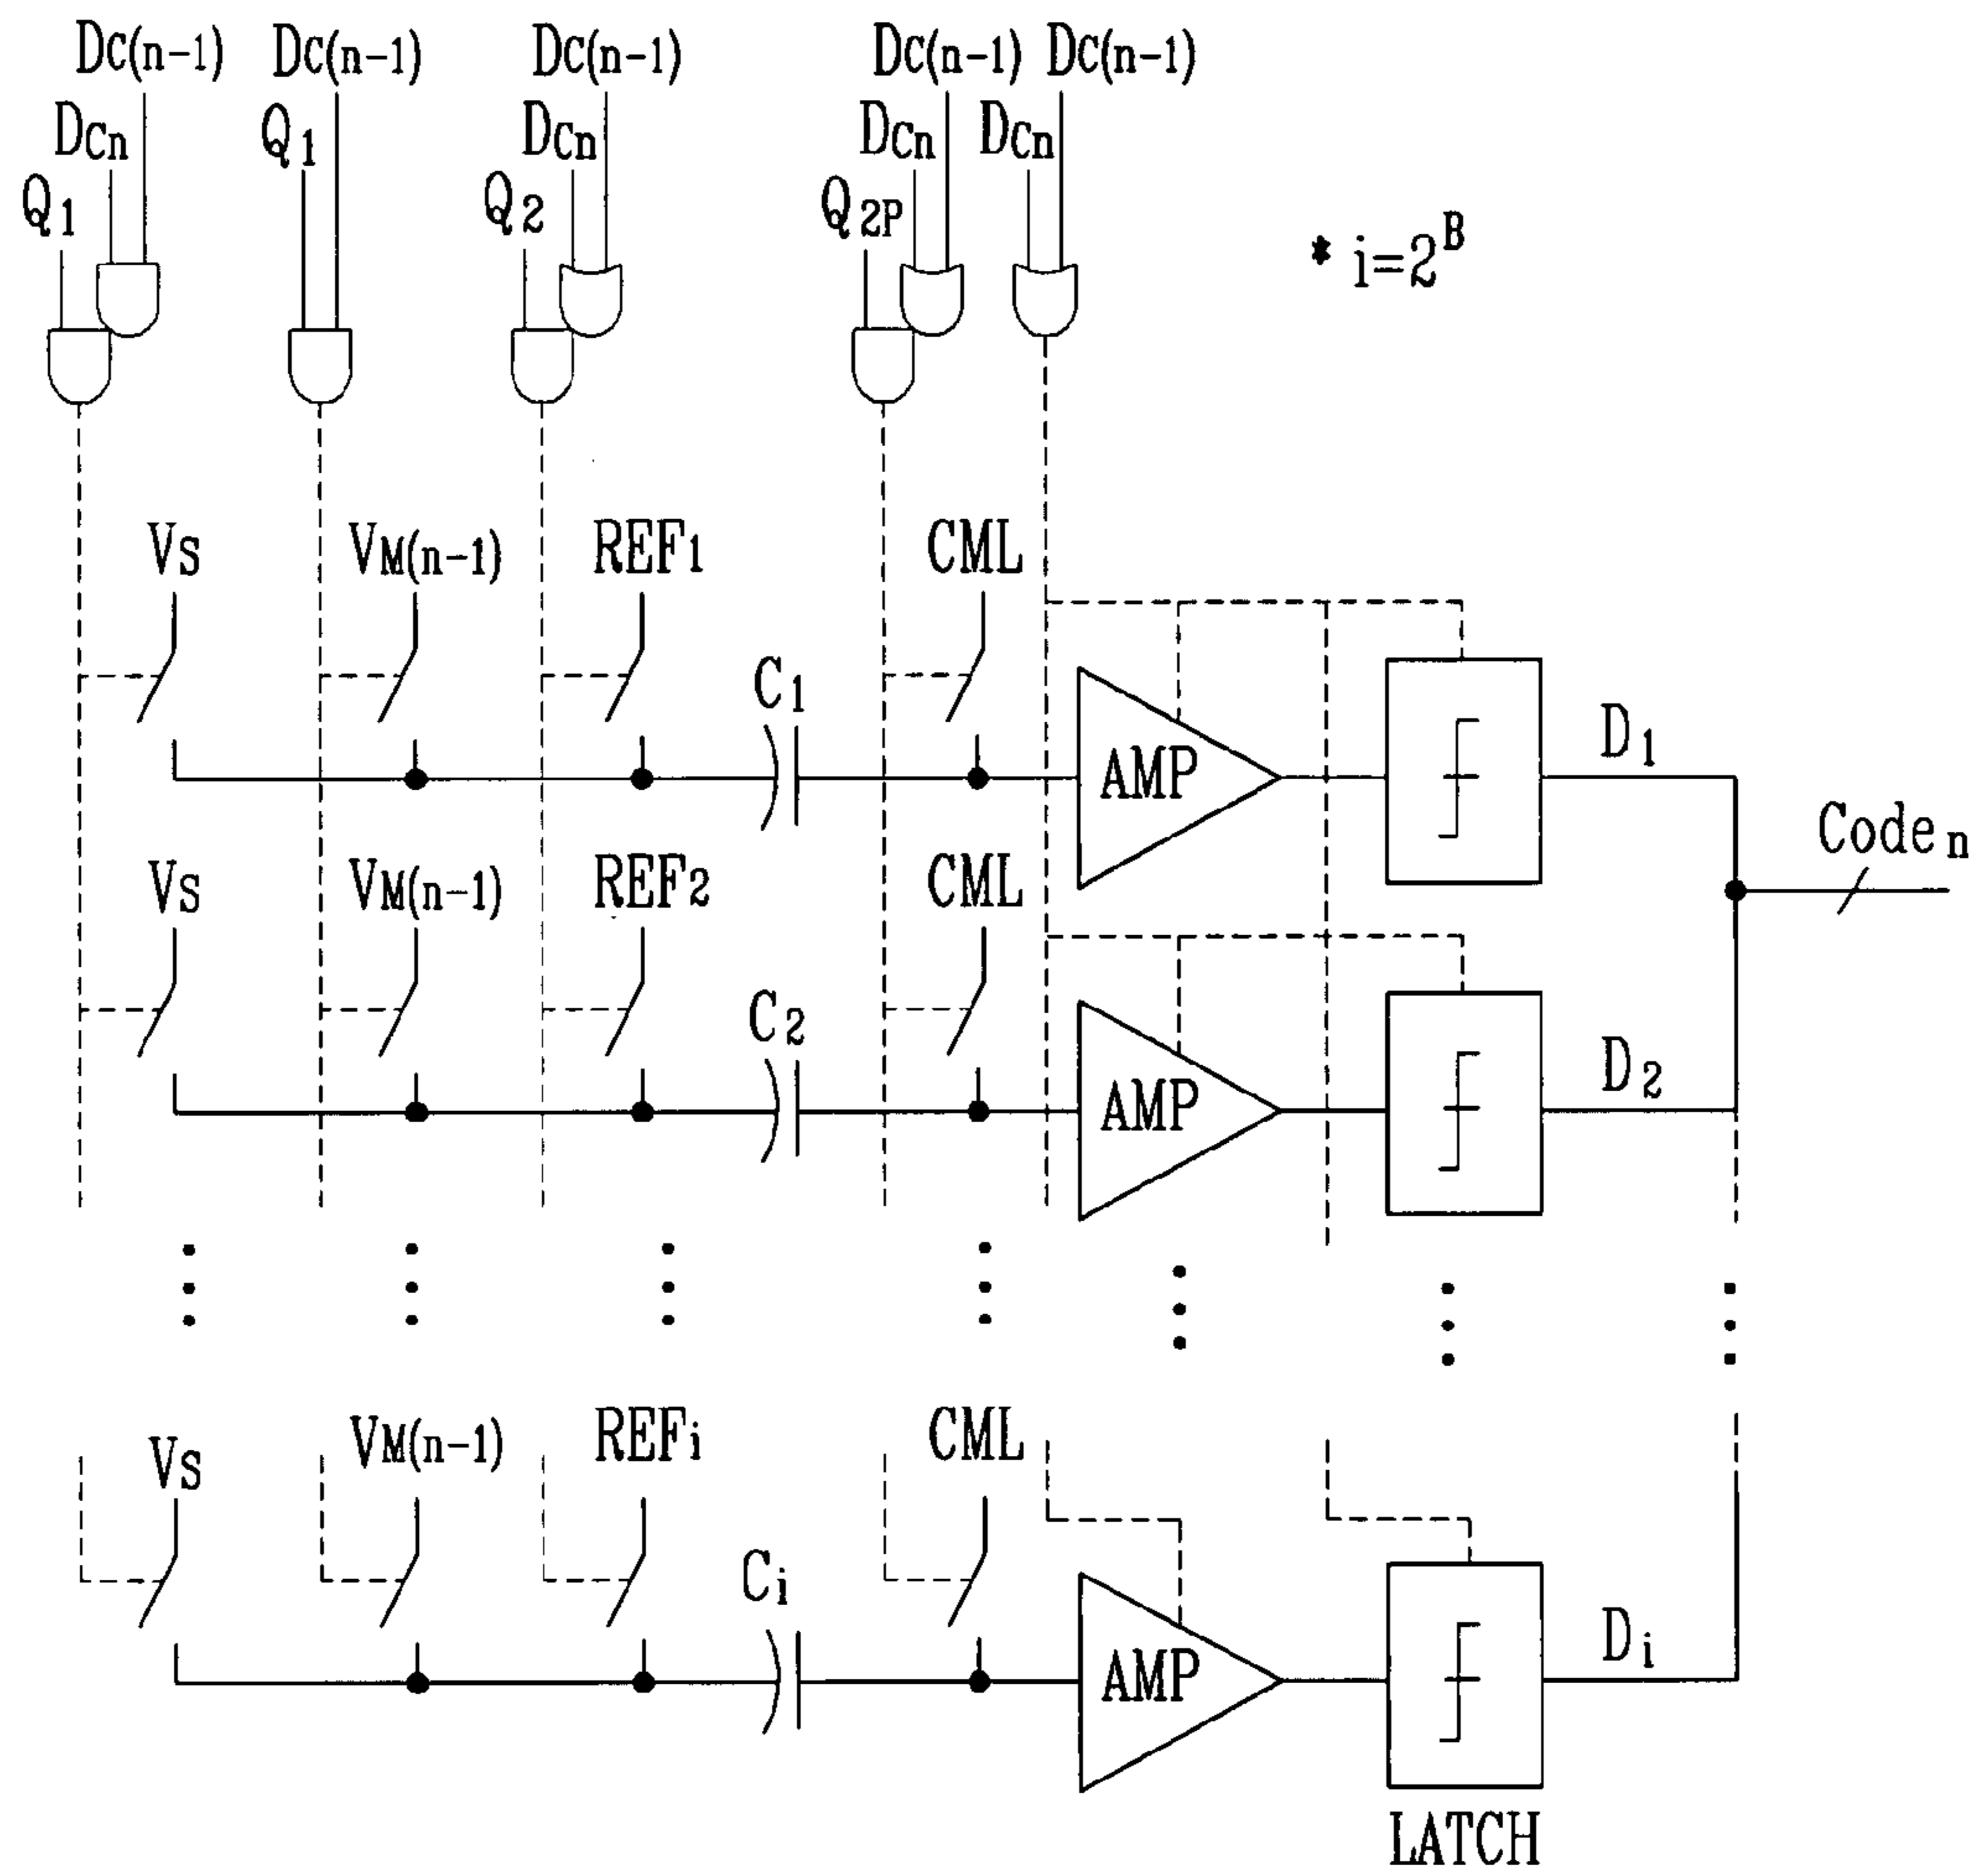 DC(n-1) DC(n-1) DC(n-1) DC(n-1) DC(n-1)
DCn Q1 DCn DCn DCn
Q1 Q2 Q2P
* i=2^B
VS VM(n-1) REF1 CML
C1
AMP D1
Code n
VS VM(n-1) REF2 CML
C2
AMP D2
VS VM(n-1) REFi CML
Ci
AMP Di
LATCH